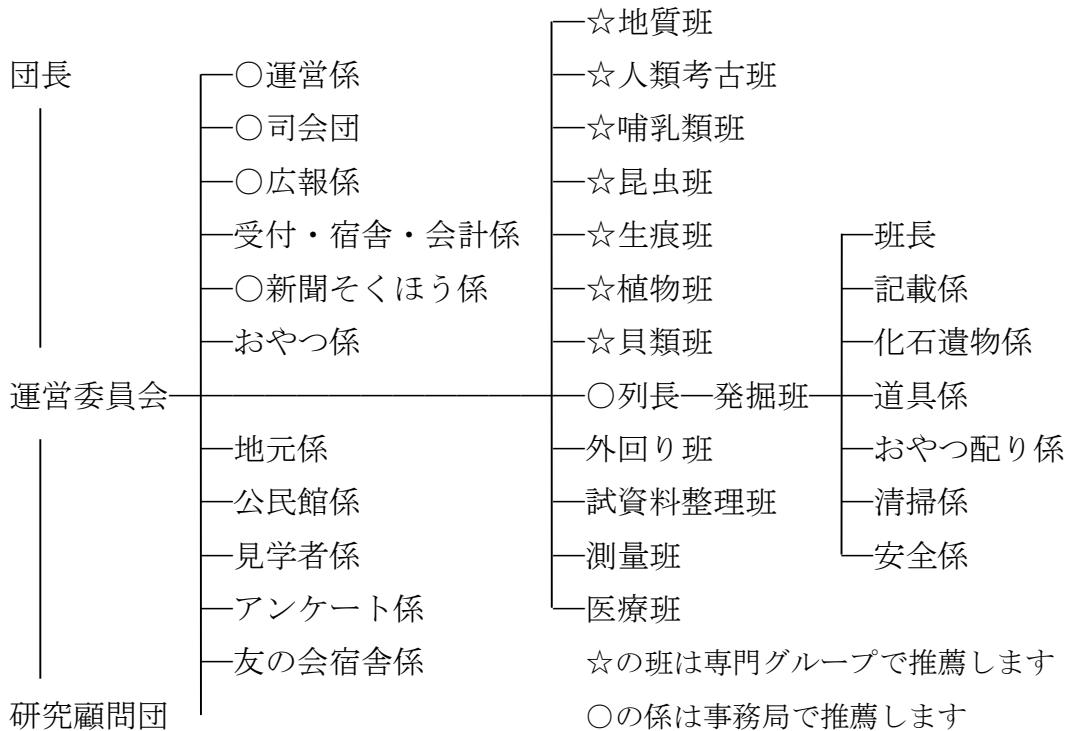 団長
運営委員会
研究顧問団
〇運営係
〇司会団
〇広報係
受付・宿舎・会計係
〇新聞そくほう係
おやつ係
地元係
公民館係
見学者係
アンケート係
友の会宿舎係
☆地質班
☆人類考古班
☆哺乳類班
☆昆虫班
☆生痕班
☆植物班
☆貝類班
〇列長―発掘班
外回り班
試資料整理班
測量班
医療班
班長
記載係
化石遺物係
道具係
おやつ配り係
清掃係
安全係
☆の班は専門グループで推薦します
〇の係は事務局で推薦します